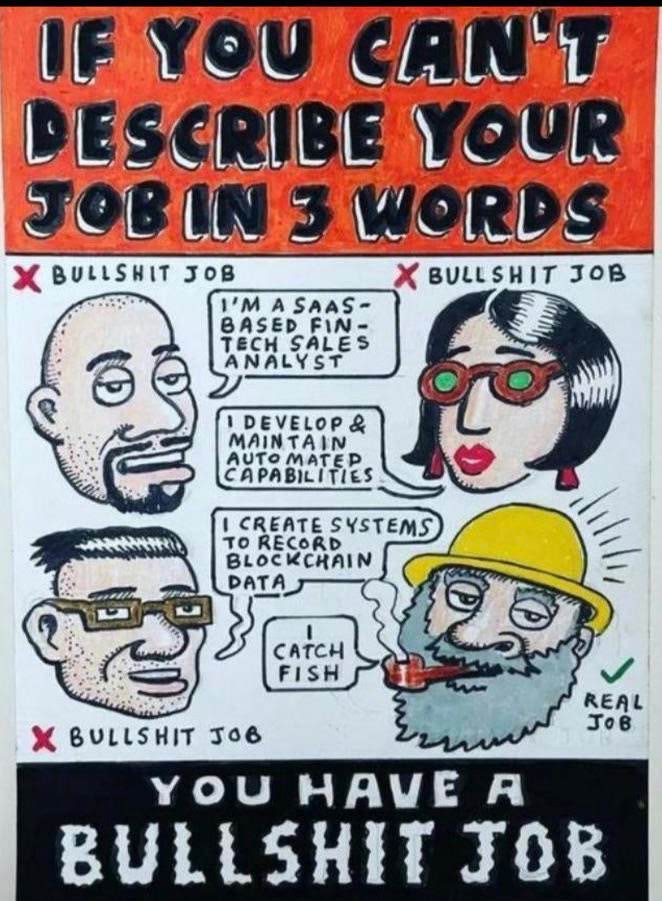 IF YOU CAN'T
DESCRIBE YOUR
JOB IN 3 WORDS
X BULLSHIT JOB
X BULLSHIT JOB
I'M A SAAS-
BASED FIN-
TECH SALES
ANALYST
I DEVELOP &
MAINTAIN
AUTOMATED
CAPABILITIES
I CREATE SYSTEMS
TO RECORD
BLOCKCHAIN
DATA
I
CATCH
FISH
✓
REAL
JOB
X BULLSHIT JOB
YOU HAVE A
BULLSHIT JOB